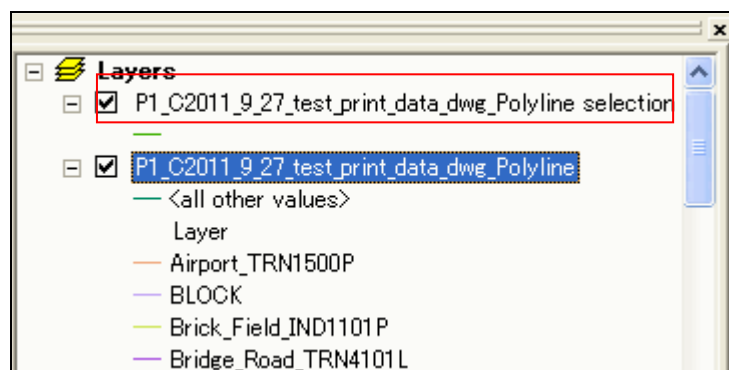 Layers
P1_C2011_9_27_test_print_data_dwg_Polyline selection
P1_C2011_9_27_test_print_data_dwg_Polyline
<all other values>
Layer
Airport_TRN1500P
BLOCK
Brick_Field_IND1101P
Bridge_Road_TRN4101L